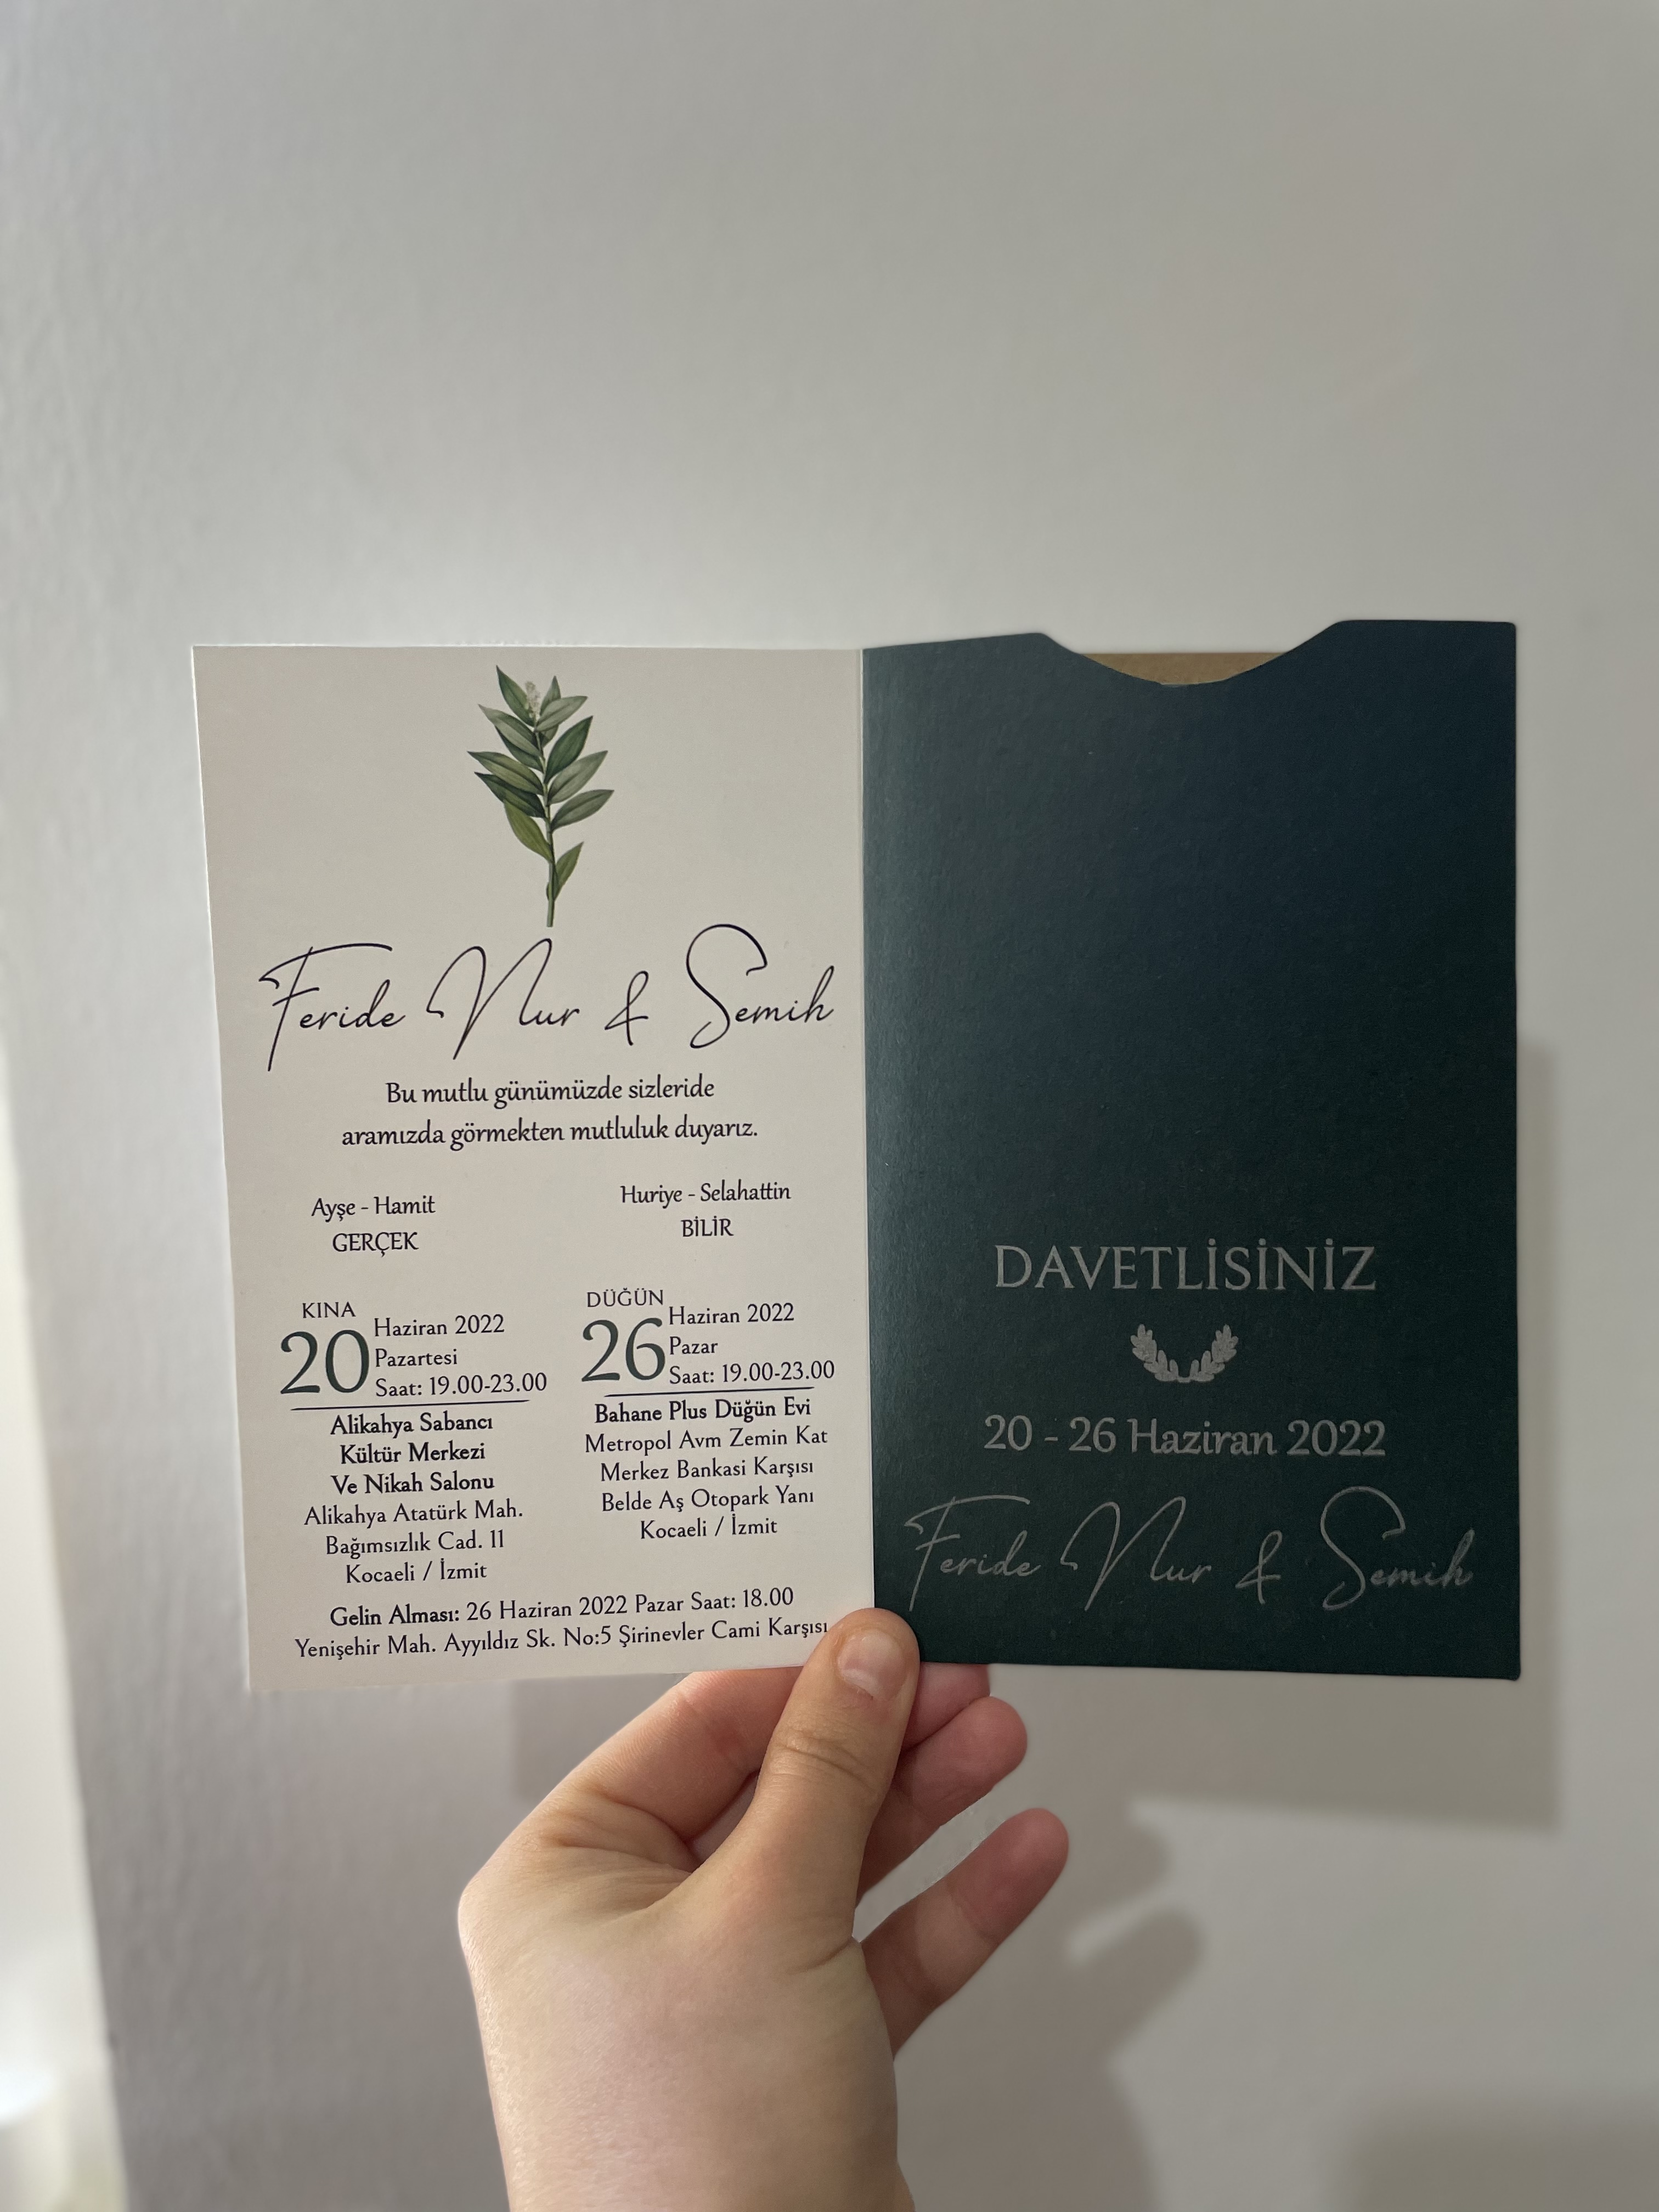 Feride Nur & Semih
Bu mutlu günümüzde sizleride
aramızda görmekten mutluluk duyarız.
Ayşe - Hamit
GERÇEK
Huriye - Selahattin
BİLİR
KINA
20 Haziran 2022
Pazartesi
Saat: 19.00-23.00
Alikahya Sabancı
Kültür Merkezi
Ve Nikah Salonu
Alikahya Atatürk Mah.
Bağımsızlık Cad. 11
Kocaeli / İzmit
DÜĞÜN
26 Haziran 2022
Pazar
Saat: 19.00-23.00
Bahane Plus Düğün Evi
Metropol Avm Zemin Kat
Merkez Bankasi Karşısı
Belde Aş Otopark Yanı
Kocaeli / İzmit
Gelin Alması: 26 Haziran 2022 Pazar Saat: 18.00
Yenişehir Mah. Ayyıldız Sk. No:5 Şirinevler Cami Karşısı
DAVETLİSİNİZ
20 - 26 Haziran 2022
Feride Nur & Semih